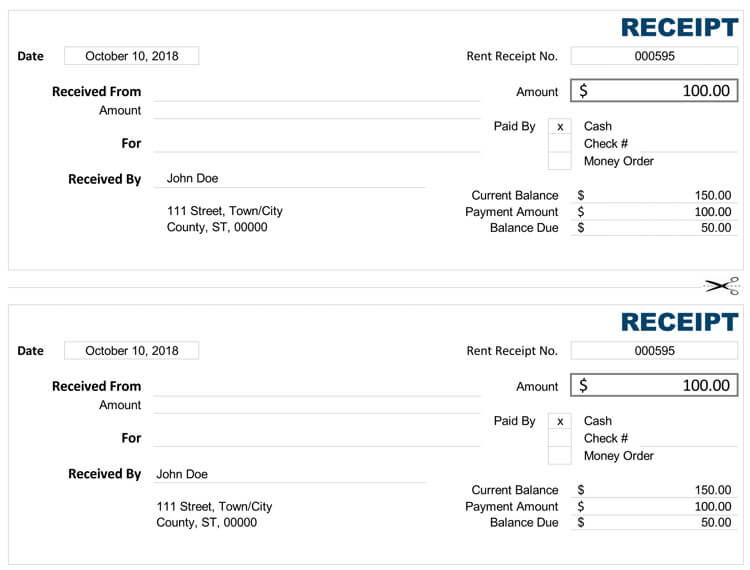 RECEIPT
Date October 10, 2018 Rent Receipt No. 000595
Received From Amount $ 100.00
Amount
Paid By x Cash
For Check #
Money Order
Received By John Doe
Current Balance $ 150.00
111 Street, Town/City Payment Amount $ 100.00
County, ST, 00000 Balance Due $ 50.00
RECEIPT
Date October 10, 2018 Rent Receipt No. 000595
Received From Amount $ 100.00
Amount
Paid By x Cash
For Check #
Money Order
Received By John Doe
Current Balance $ 150.00
111 Street, Town/City Payment Amount $ 100.00
County, ST, 00000 Balance Due $ 50.00